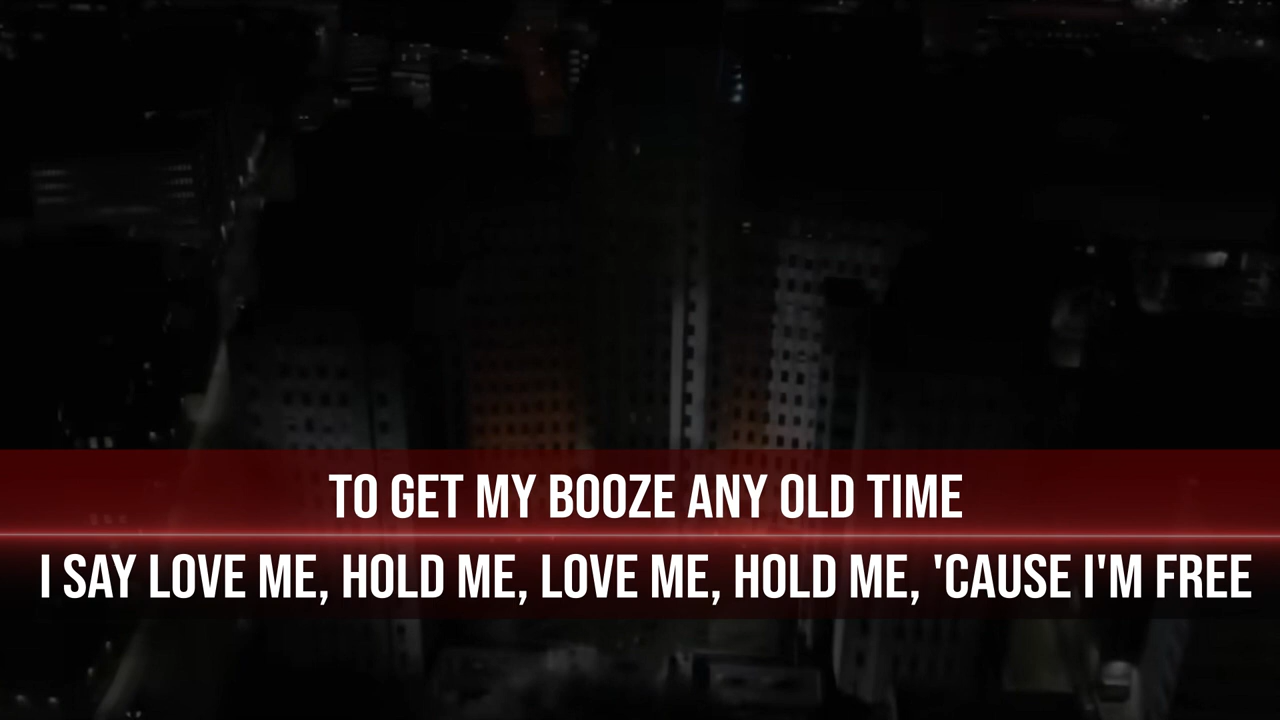 TO GET MY BOOZE ANY OLD TIME
I SAY LOVE ME, HOLD ME, LOVE ME, HOLD ME, 'CAUSE I'M FREE